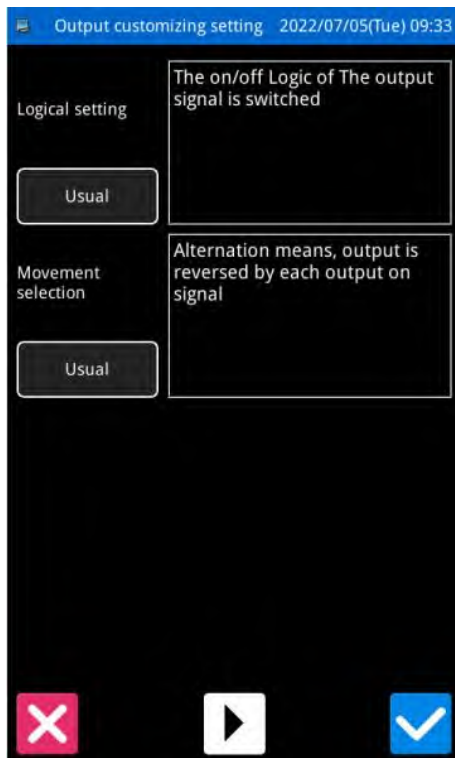 Output customizing setting 2022/07/05(Tue) 09:33
Logical setting
The on/off Logic of The output
signal is switched
Usual
Movement
selection
Alternation means, output is
reversed by each output on
signal
Usual